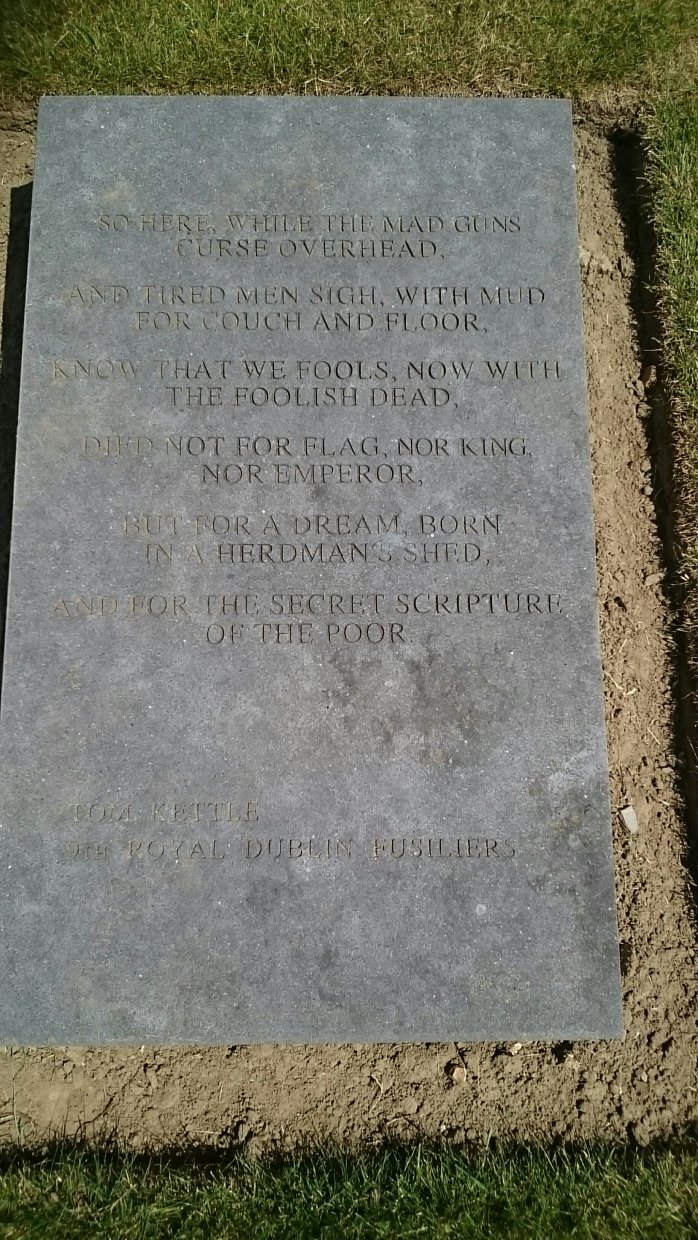 SO HERE, WHILE THE MAD GUNS
CURSE OVERHEAD,
AND TIRED MEN SIGH, WITH MUD
FOR COUCH AND FLOOR,
KNOW THAT WE FOOLS, NOW WITH
THE FOOLISH DEAD,
DIED NOT FOR FLAG, NOR KING,
NOR EMPEROR,
BUT FOR A DREAM, BORN
IN A HERDMAN'S SHED,
AND FOR THE SECRET SCRIPTURE
OF THE POOR.
TOM KETTLE
9TH ROYAL DUBLIN FUSILIERS